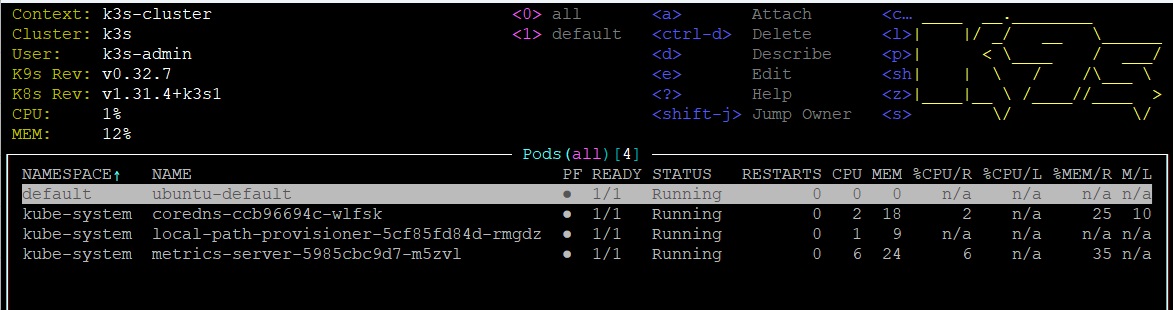 Context: k3s-cluster <0> all <a> Attach <c…
Cluster: k3s <1> default <ctrl-d> Delete <l>
User: k3s-admin <d> Describe <p>
K9s Rev: v0.32.7 <e> Edit <sh
K8s Rev: v1.31.4+k3s1 <?> Help <z>
CPU: 1% <shift-j> Jump Owner <s>
MEM: 12%
Pods(all)[4]
NAMESPACE↑ NAME PF READY STATUS RESTARTS CPU MEM %CPU/R %CPU/L %MEM/R M/L
default ubuntu-default ● 1/1 Running 0 0 0 n/a n/a n/a n/a
kube-system coredns-ccb96694c-wlfsk ● 1/1 Running 0 2 18 2 n/a 25 10
kube-system local-path-provisioner-5cf85fd84d-rmgdz ● 1/1 Running 0 1 9 n/a n/a n/a n/a
kube-system metrics-server-5985cbc9d7-m5zvl ● 1/1 Running 0 6 24 6 n/a 35 n/a